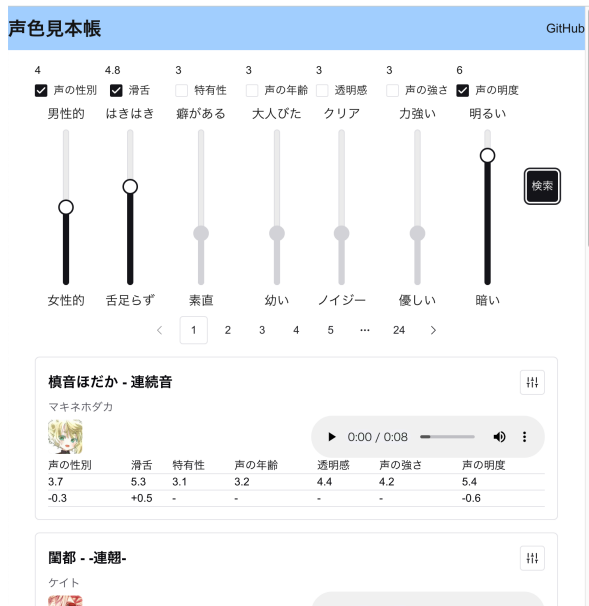 声色見本帳 GitHub
4 4.8 3 3 3 3 6
声の性別 滑舌 特有性 声の年齢 透明感 声の強さ 声の明度
男性的 はきはき 癖がある 大人びた クリア 力強い 明るい
検索
女性的 舌足らず 素直 幼い ノイジー 優しい 暗い
1 2 3 4 5 ··· 24
槙音ほだか - 連続音
マキネホダカ
0:00 / 0:08
声の性別 滑舌 特有性 声の年齢 透明感 声の強さ 声の明度
3.7 5.3 3.1 3.2 4.4 4.2 5.4
-0.3 +0.5 - - - - -0.6
閨都 - -連翹-
ケイト